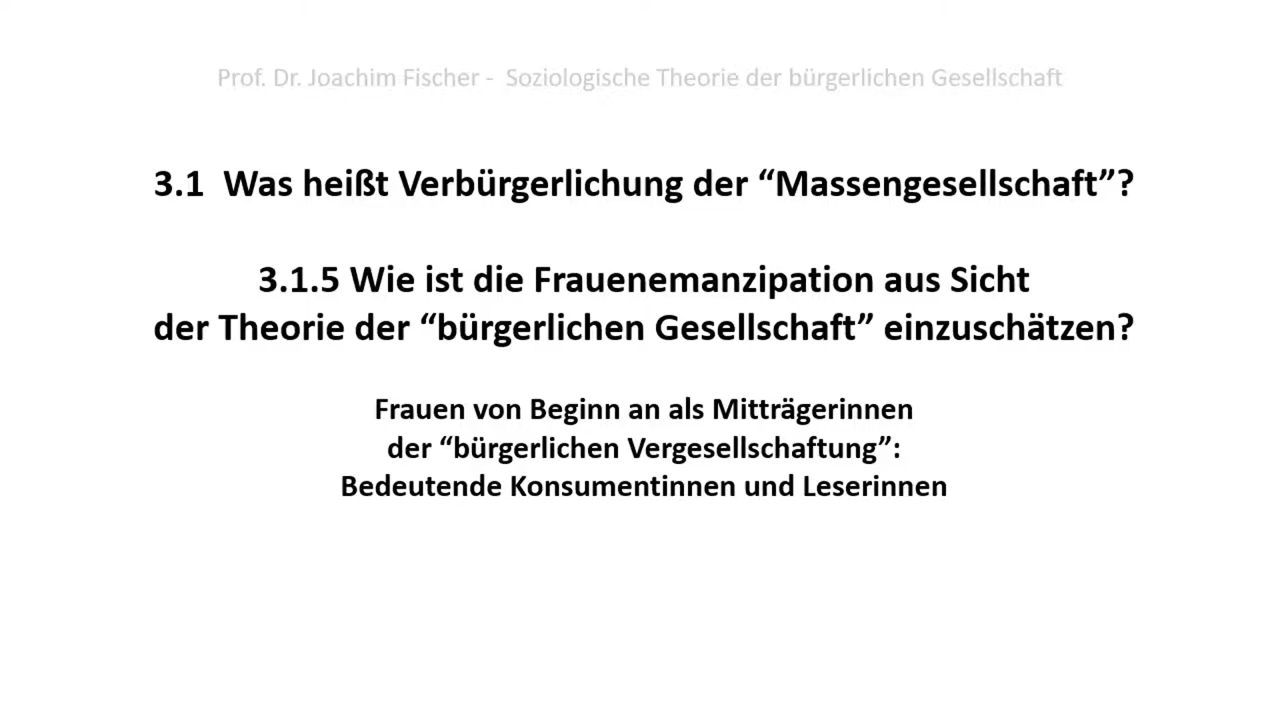 Prof. Dr. Joachim Fischer - Soziologische Theorie der bürgerlichen Gesellschaft
3.1 Was heißt Verbürgerlichung der “Massengesellschaft”?
3.1.5 Wie ist die Frauenemanzipation aus Sicht
der Theorie der “bürgerlichen Gesellschaft” einzuschätzen?
Frauen von Beginn an als Mitträgerinnen
der “bürgerlichen Vergesellschaftung”:
Bedeutende Konsumentinnen und Leserinnen